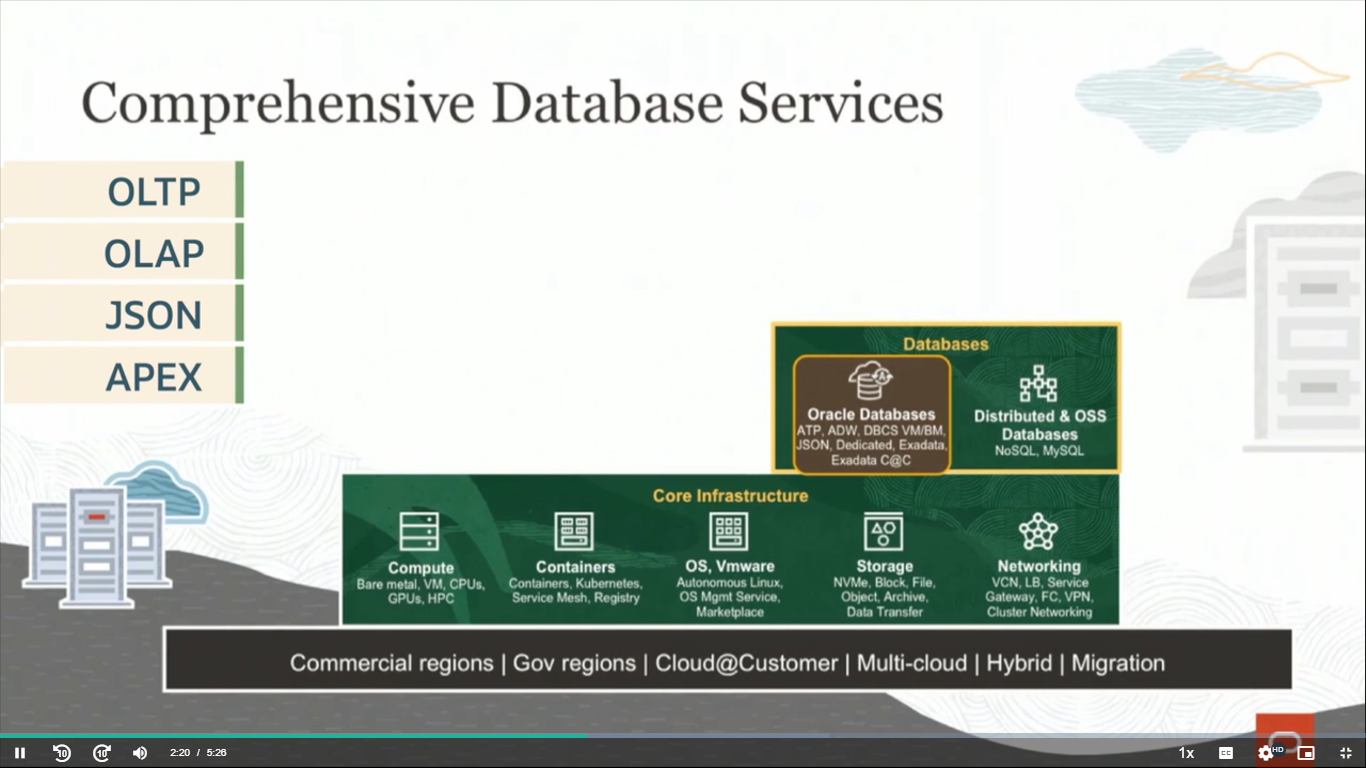 Comprehensive Database Services
OLTP
OLAP
JSON
APEX
Databases
Oracle Databases
ATP, ADW, DBCS VM/BM,
JSON, Dedicated, Exadata,
Exadata C@C
Distributed & OSS
Databases
NoSQL, MySQL
Core Infrastructure
Compute
Bare metal, VM, CPUs,
GPUs, HPC
Containers
Containers, Kubernetes,
Service Mesh, Registry
OS, Vmware
Autonomous Linux,
OS Mgmt Service,
Marketplace
Storage
NVMe, Block, File,
Object, Archive,
Data Transfer
Networking
VCN, LB, Service
Gateway, FC, VPN,
Cluster Networking
Commercial regions | Gov regions | Cloud@Customer | Multi-cloud | Hybrid | Migration
10 10 2:20 / 5:26 1x CC HD